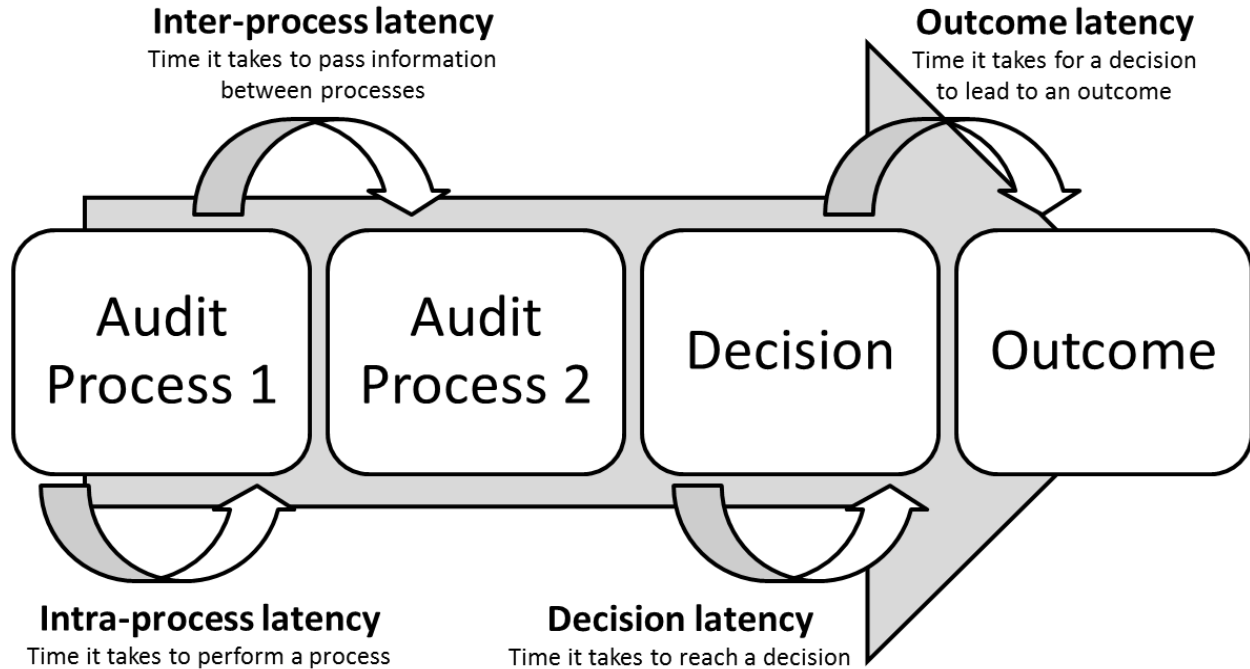 Inter-process latency
Time it takes to pass information
between processes
Outcome latency
Time it takes for a decision
to lead to an outcome
Audit
Process 1
Audit
Process 2
Decision
Outcome
Intra-process latency
Time it takes to perform a process
Decision latency
Time it takes to reach a decision